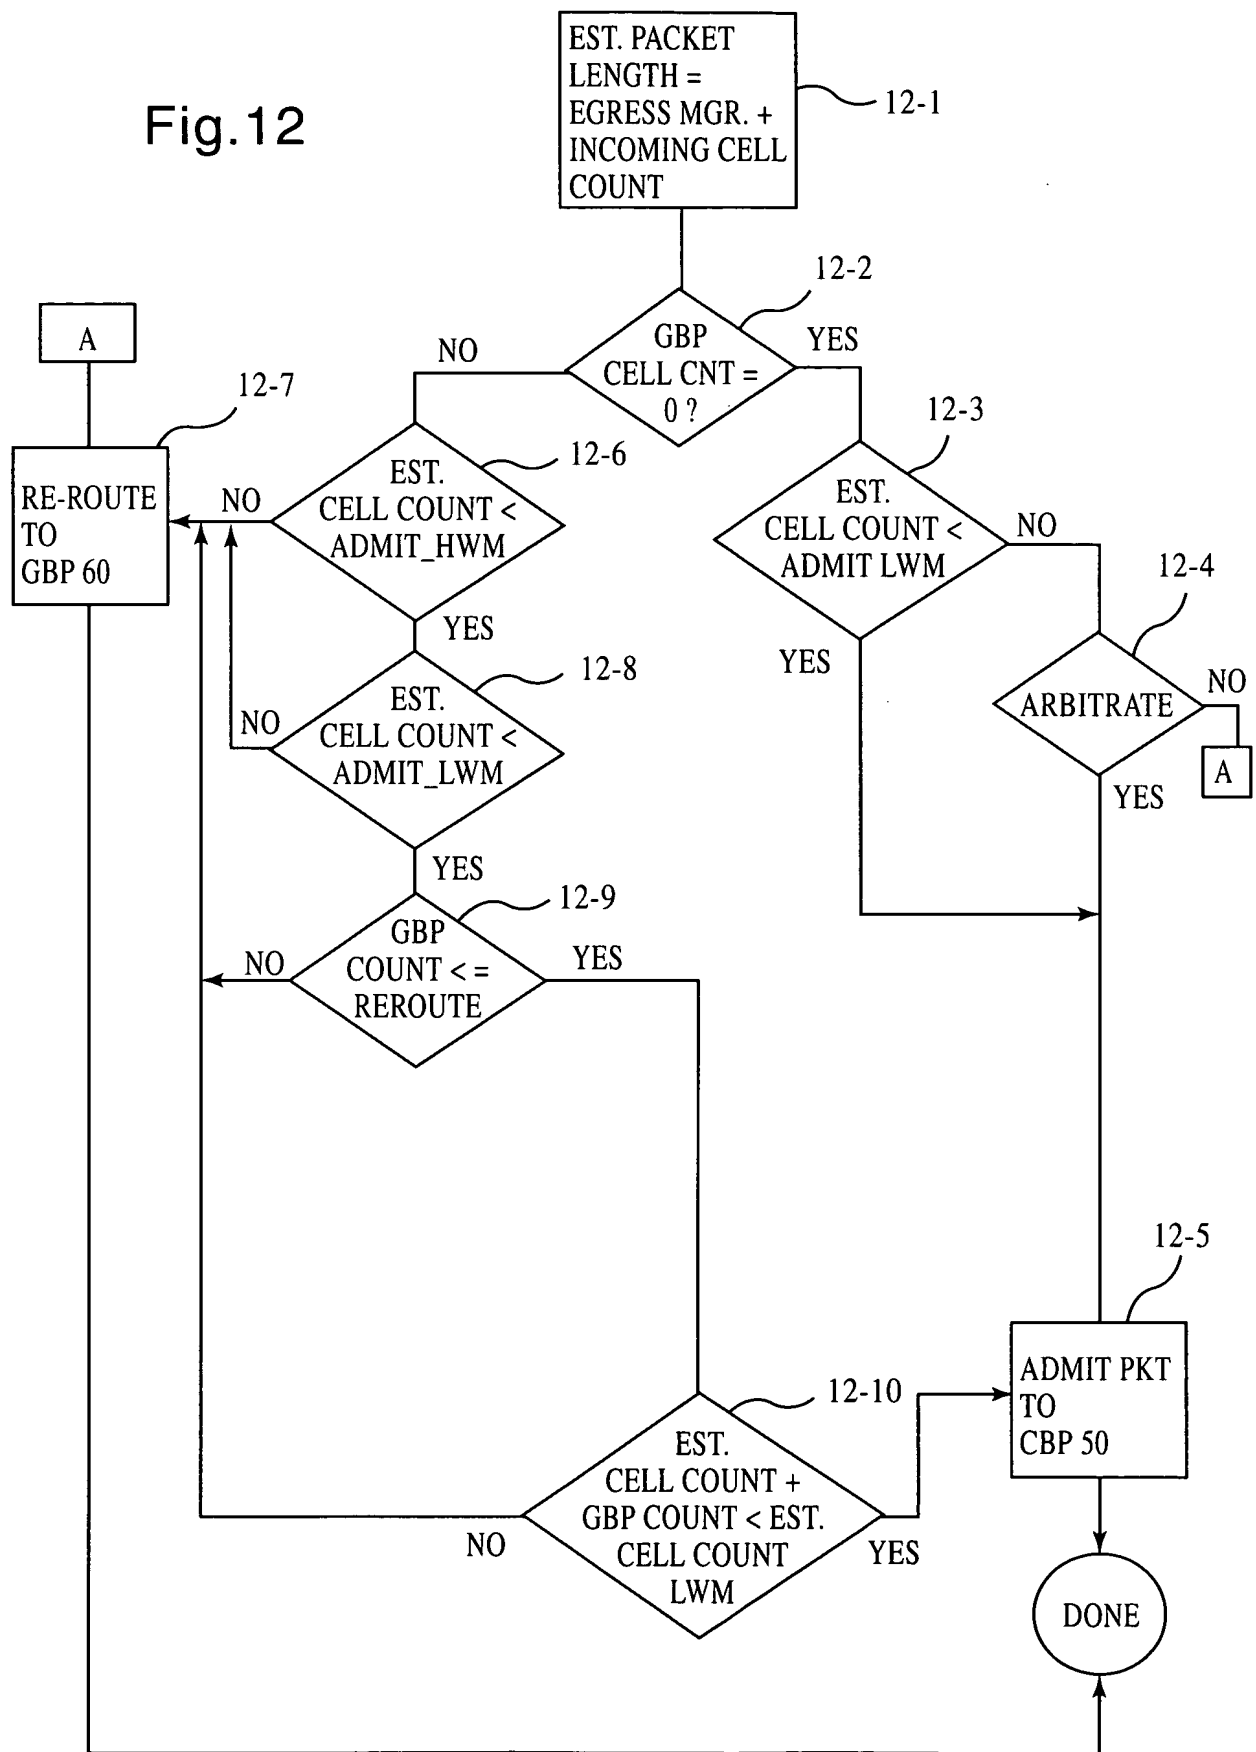 Fig.12
EST. PACKET
LENGTH =
EGRESS MGR. +
INCOMING CELL
COUNT
12-1
12-2
GBP
CELL CNT =
0 ?
NO
YES
A
12-7
RE-ROUTE
TO
GBP 60
12-6
EST.
CELL COUNT <
ADMIT_HWM
NO
YES
12-3
EST.
CELL COUNT <
ADMIT LWM
NO
YES
12-4
ARBITRATE
NO
A
YES
12-8
EST.
CELL COUNT <
ADMIT_LWM
NO
YES
12-9
GBP
COUNT < =
REROUTE
NO
YES
12-10
EST.
CELL COUNT +
GBP COUNT < EST.
CELL COUNT
LWM
NO
YES
12-5
ADMIT PKT
TO
CBP 50
DONE